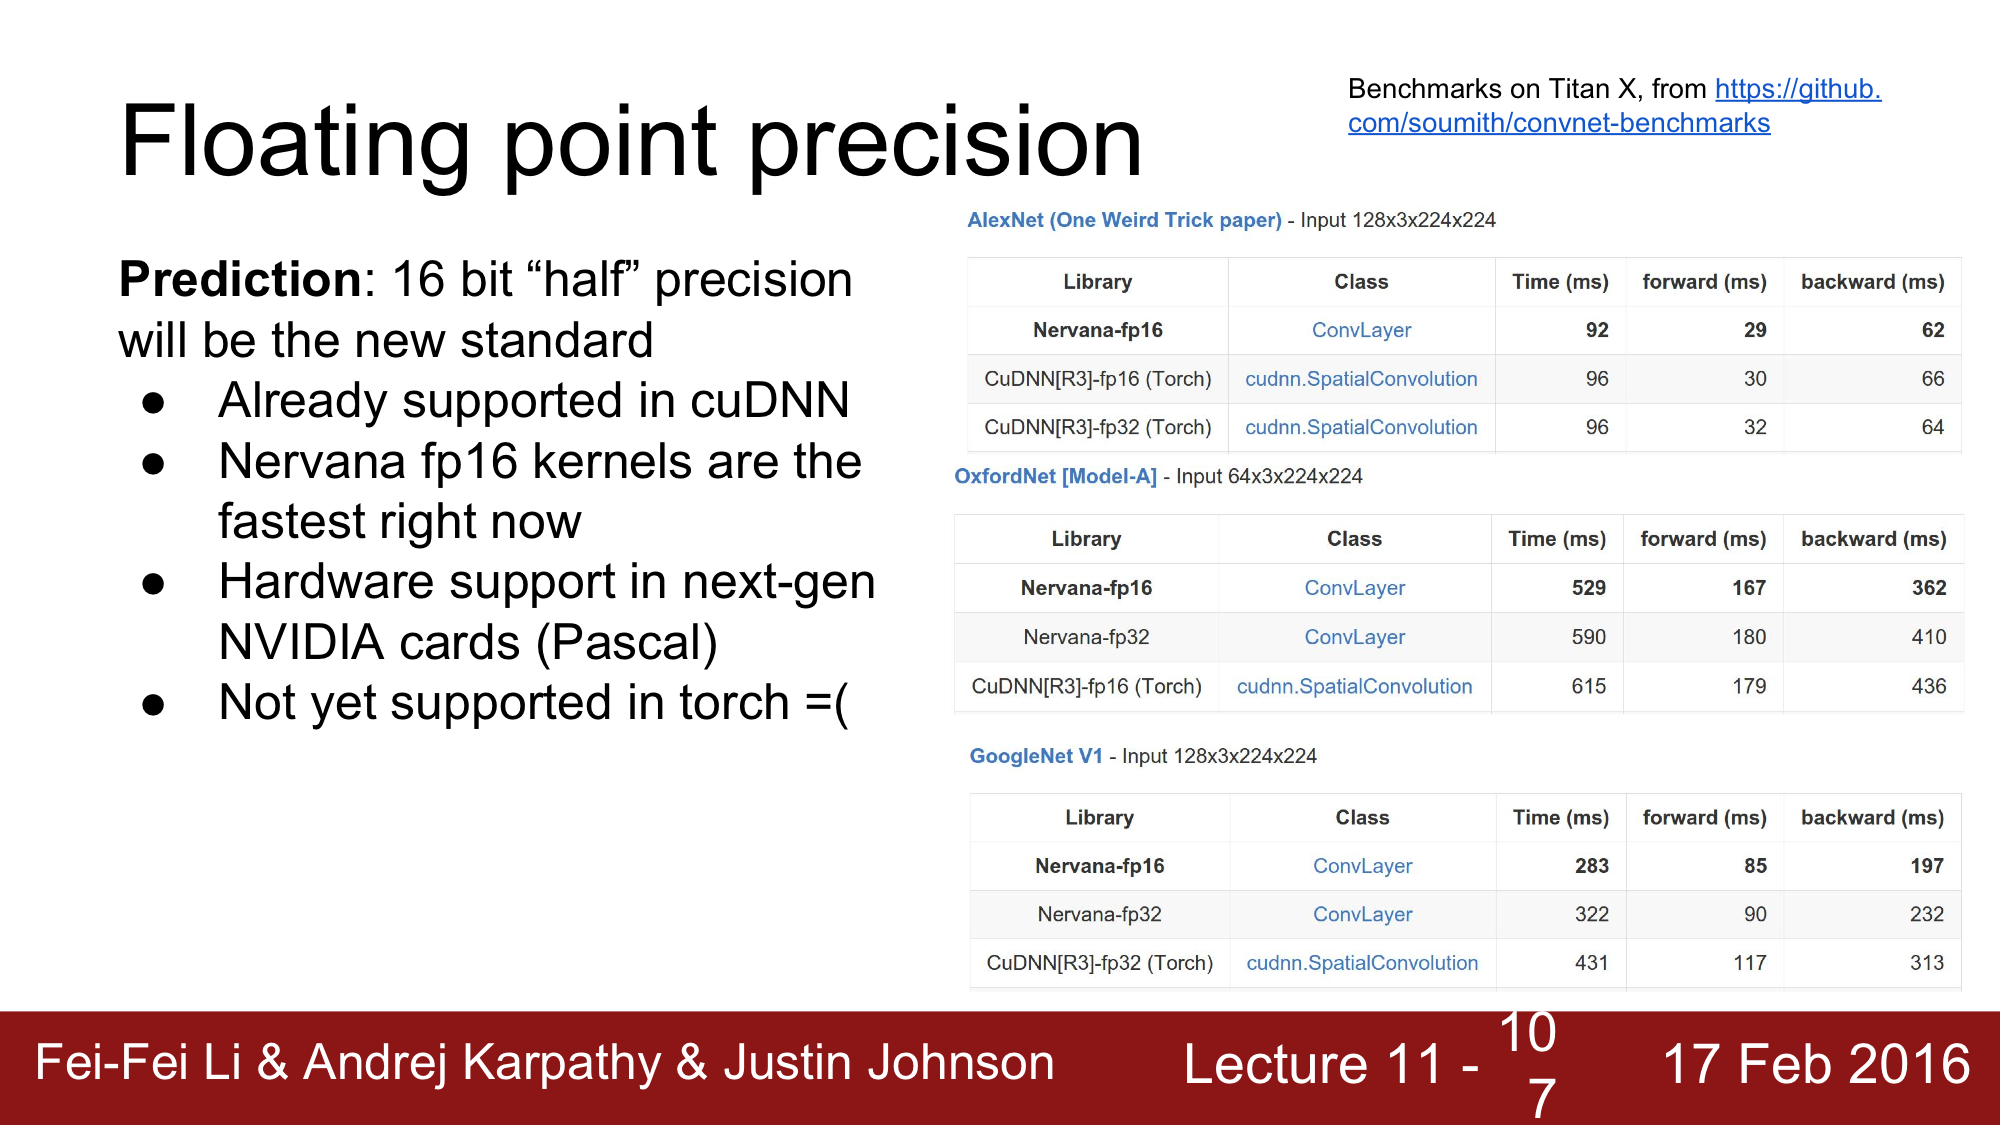 Floating point precision
Benchmarks on Titan X, from https://github.
com/soumith/convnet-benchmarks
Prediction: 16 bit “half” precision
will be the new standard
● Already supported in cuDNN
● Nervana fp16 kernels are the
fastest right now
● Hardware support in next-gen
NVIDIA cards (Pascal)
● Not yet supported in torch =(
AlexNet (One Weird Trick paper) - Input 128x3x224x224
Library Class Time (ms) forward (ms) backward (ms)
Nervana-fp16 ConvLayer 92 29 62
CuDNN[R3]-fp16 (Torch) cudnn.SpatialConvolution 96 30 66
CuDNN[R3]-fp32 (Torch) cudnn.SpatialConvolution 96 32 64
OxfordNet [Model-A] - Input 64x3x224x224
Library Class Time (ms) forward (ms) backward (ms)
Nervana-fp16 ConvLayer 529 167 362
Nervana-fp32 ConvLayer 590 180 410
CuDNN[R3]-fp16 (Torch) cudnn.SpatialConvolution 615 179 436
GoogleNet V1 - Input 128x3x224x224
Library Class Time (ms) forward (ms) backward (ms)
Nervana-fp16 ConvLayer 283 85 197
Nervana-fp32 ConvLayer 322 90 232
CuDNN[R3]-fp32 (Torch) cudnn.SpatialConvolution 431 117 313
Fei-Fei Li & Andrej Karpathy & Justin Johnson
Lecture 11 -
10
7
17 Feb 2016